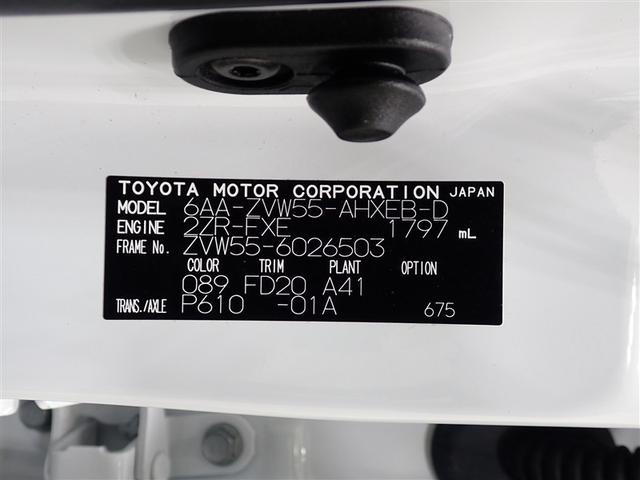 TOYOTA MOTOR CORPORATION JAPAN
MODEL 6AA-ZVW55-AHXEB-D
ENGINE 2ZR-FXE 1797 mL
FRAME No. ZVW55-6026503
COLOR TRIM PLANT OPTION
089 FD20 A41
TRANS./AXLE P610 -01A 675